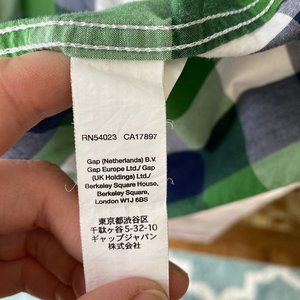 RN54023 CA17897
Gap (Netherlands) B.V.
Gap Europe Ltd./ Gap
(UK Holdings) Ltd./
Berkeley Square House,
Berkeley Square,
London W1J 6BS
東京都渋谷区
千駄ヶ谷 5-32-10
ギャップジャパン
株式会社